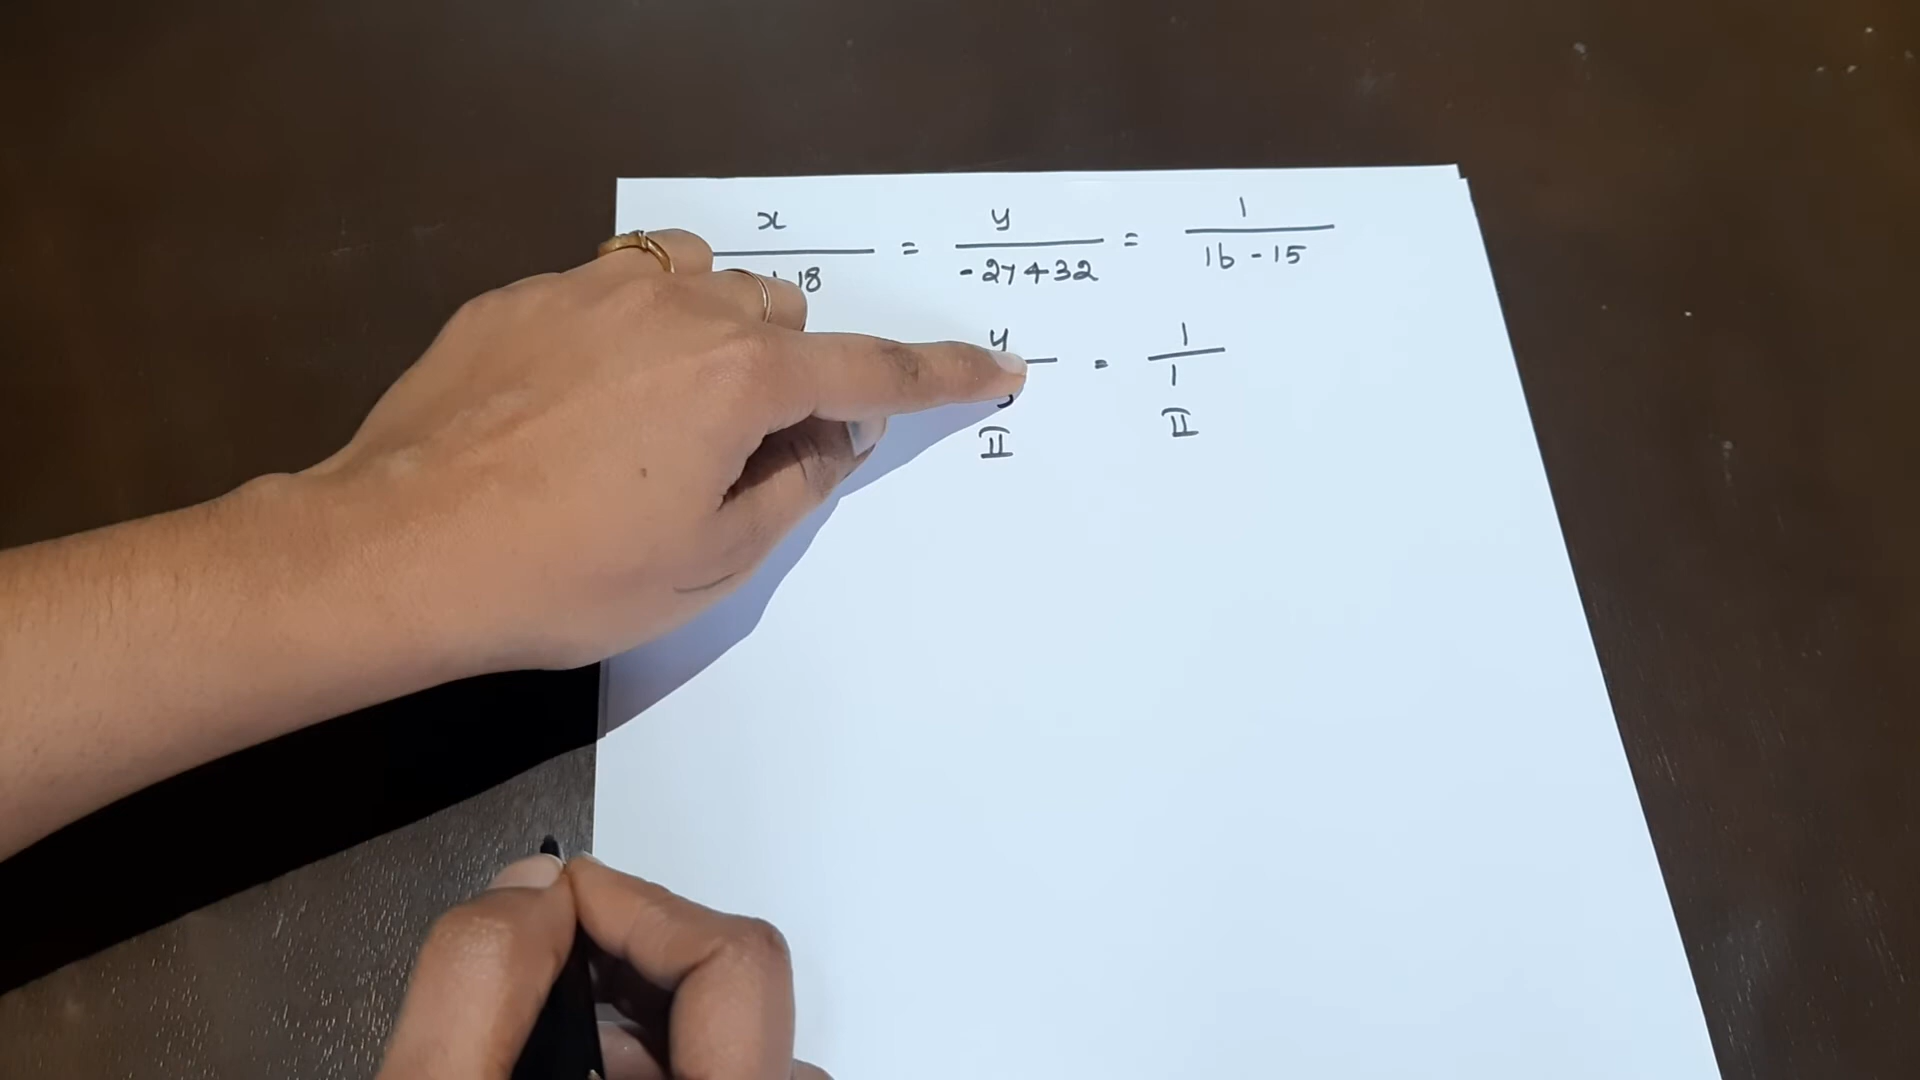 x y 1
18 = -27+32 = 16-15
y 1
= 1
II II